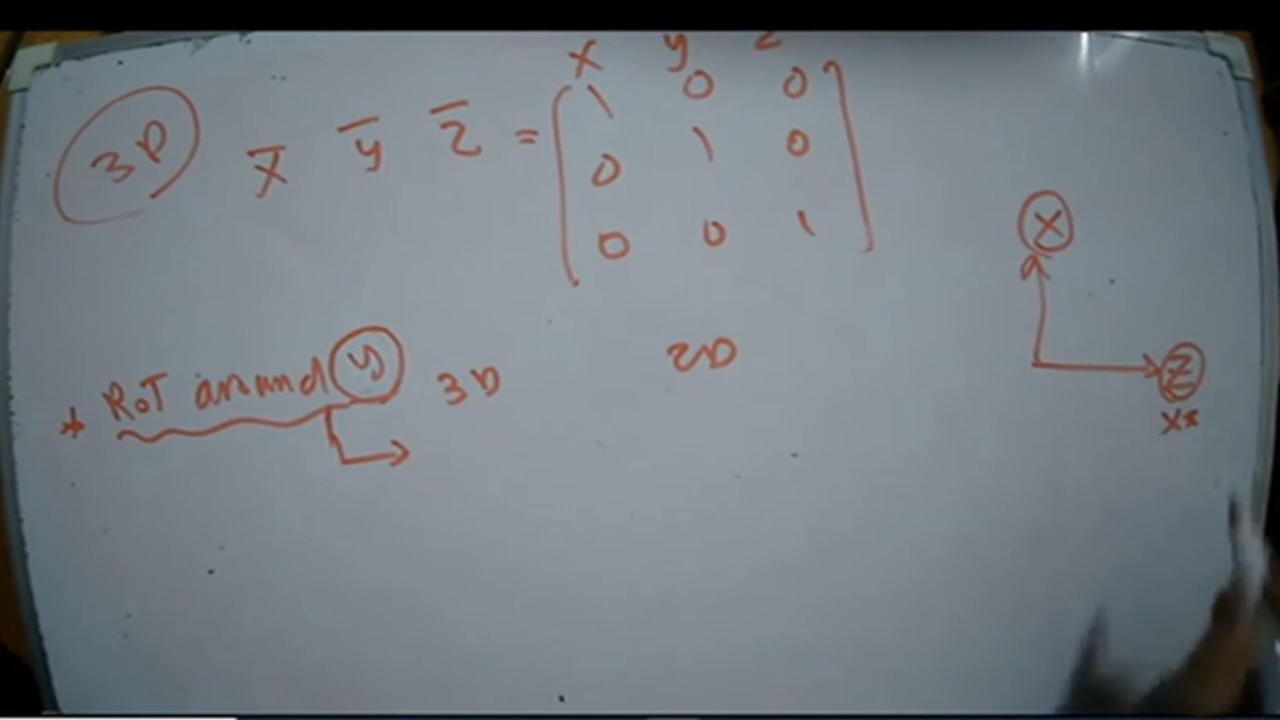 x y z
3D x̄ ȳ z̄ = [ 1 0 0
0 1 0
0 0 1 ]
X
* RoT around y 3D 2D
Z